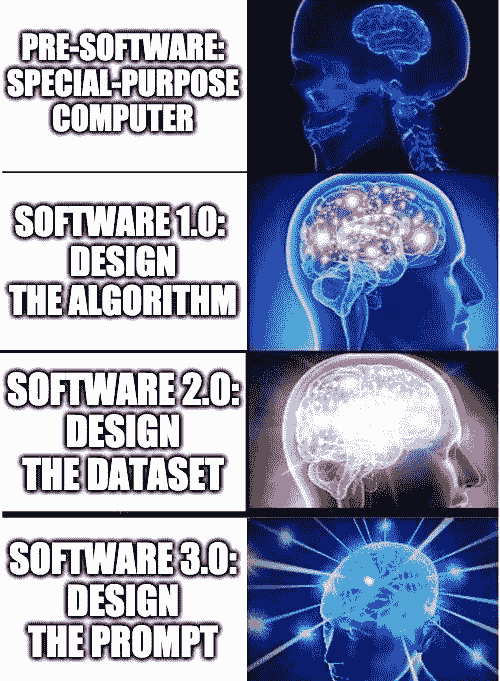 PRE-SOFTWARE:
SPECIAL-PURPOSE
COMPUTER
SOFTWARE 1.0:
DESIGN
THE ALGORITHM
SOFTWARE 2.0:
DESIGN
THE DATASET
SOFTWARE 3.0:
DESIGN
THE PROMPT